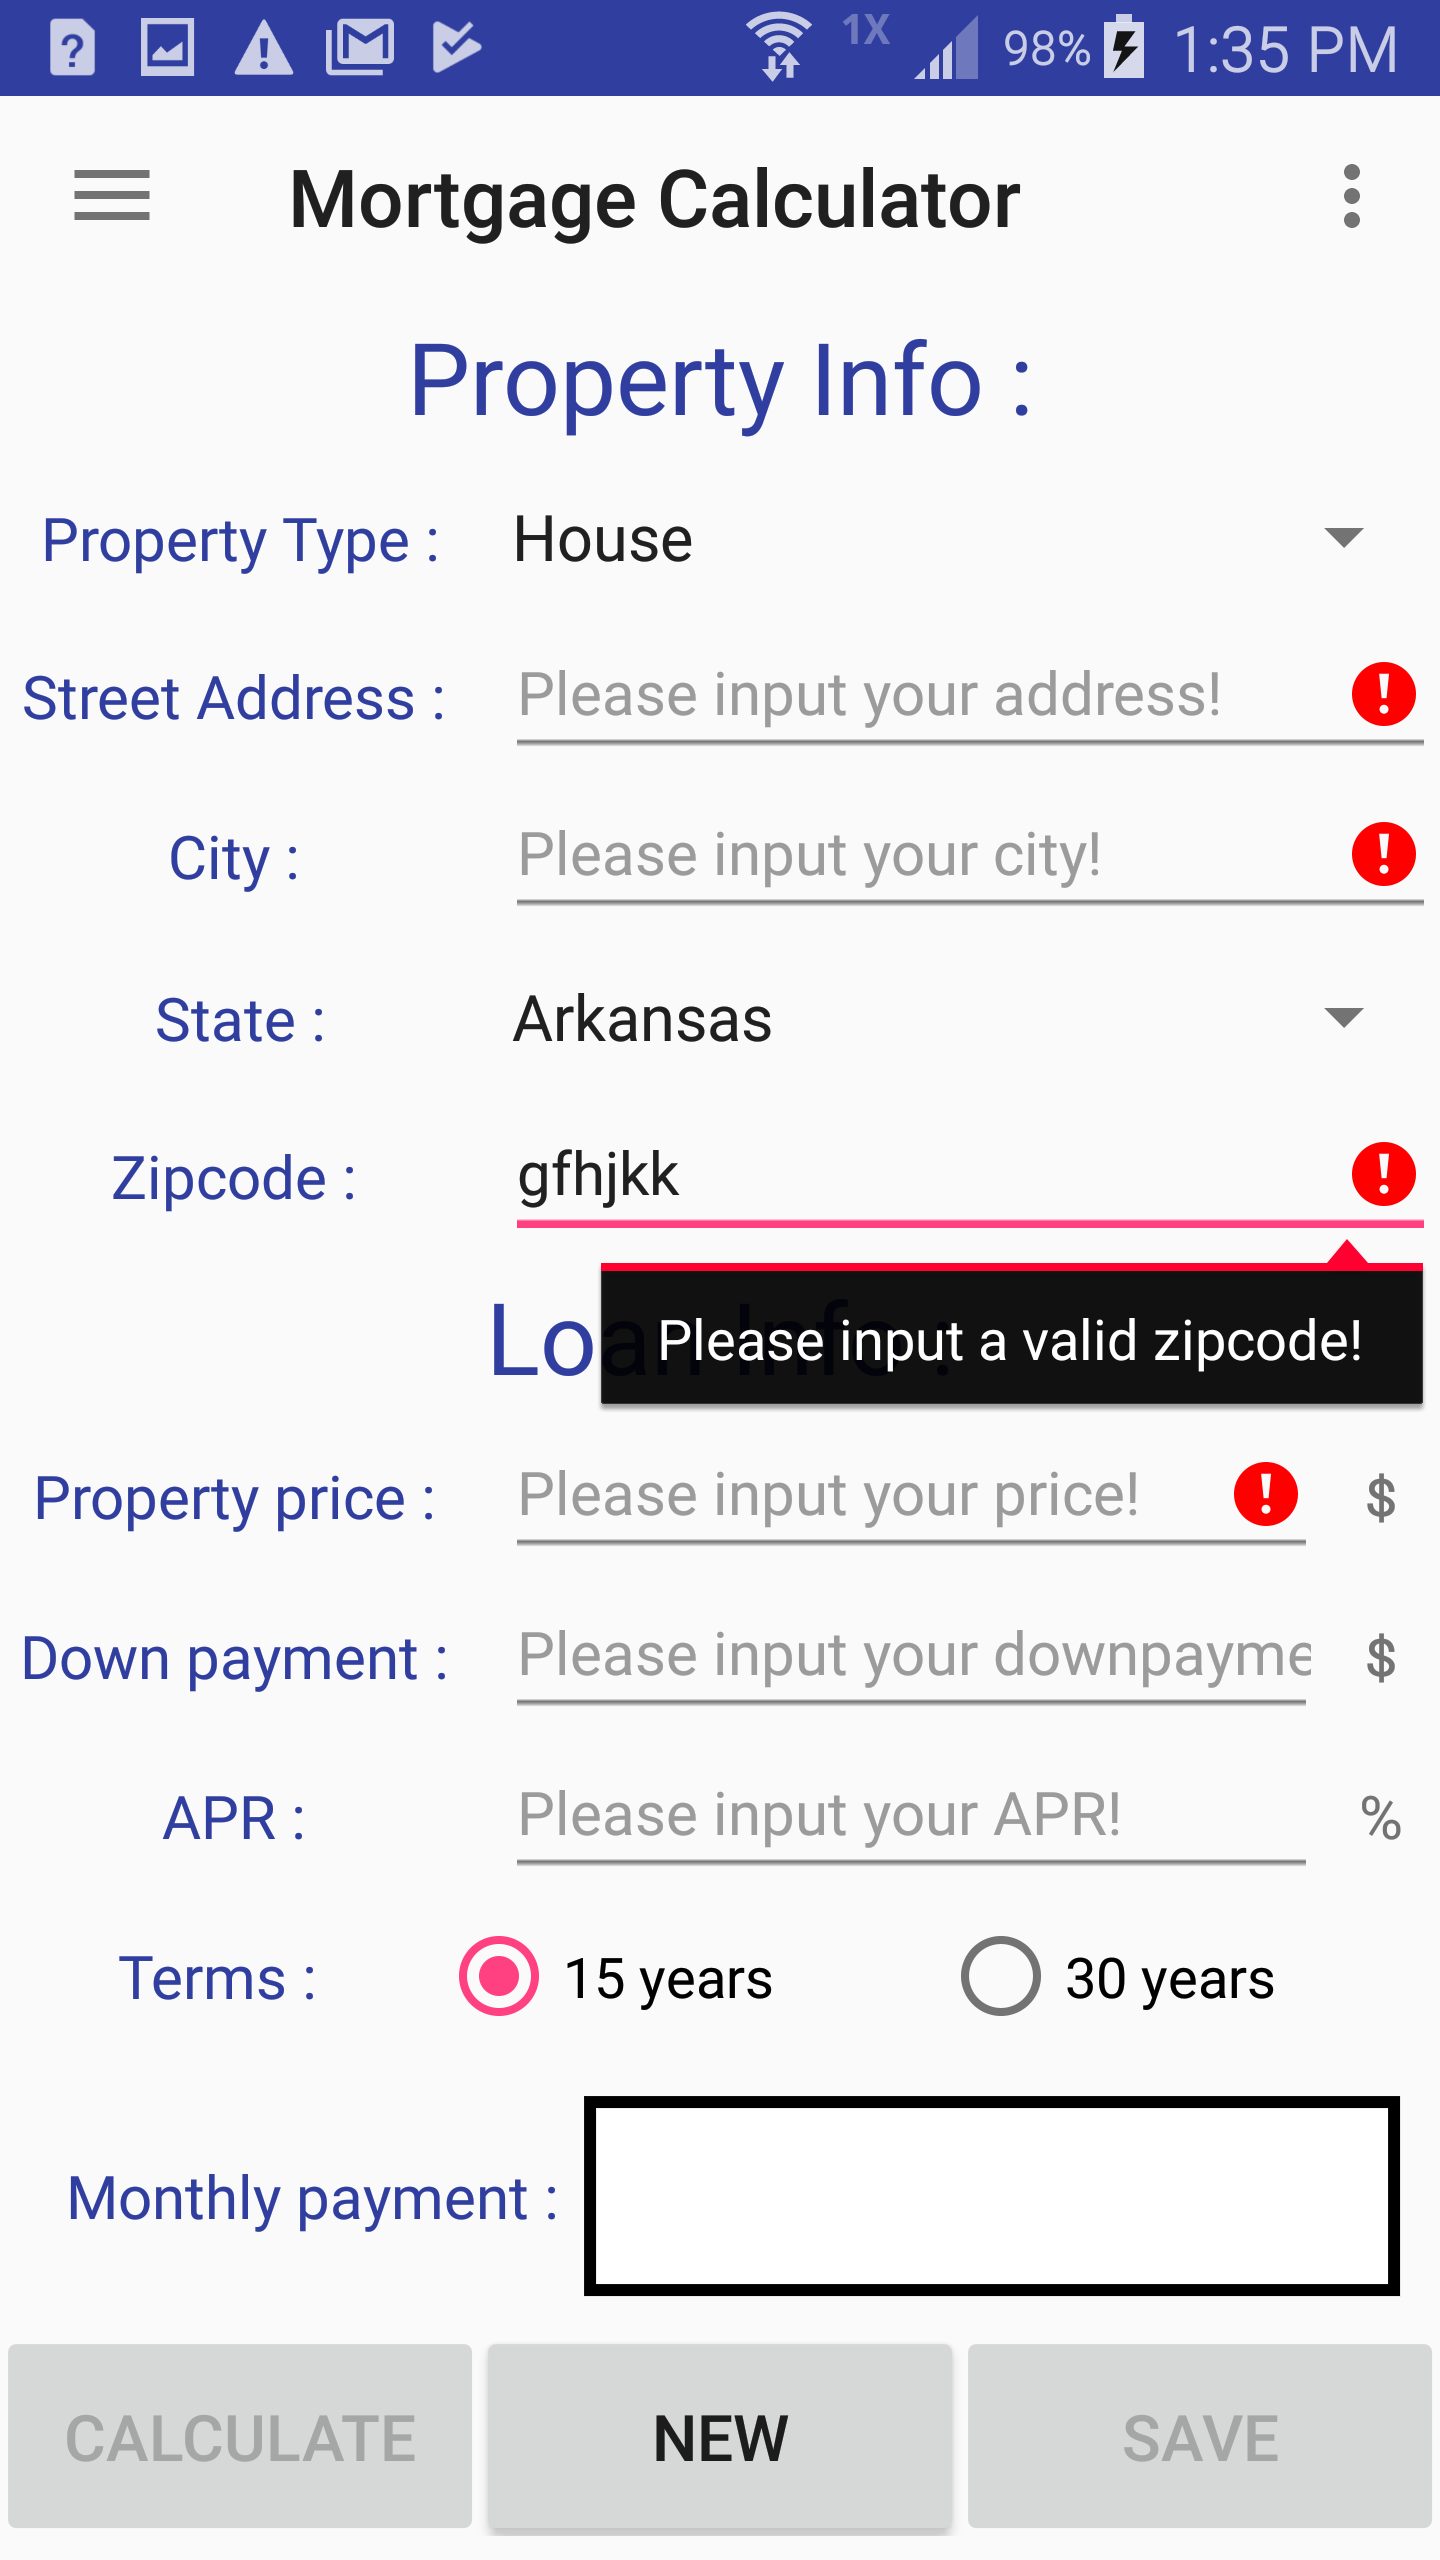 1X 98% 1:35 PM
Mortgage Calculator
Property Info :
Property Type : House
Street Address : Please input your address!
City : Please input your city!
State : Arkansas
Zipcode : gfhjkk
Loan Info :
Please input a valid zipcode!
Property price : Please input your price! $
Down payment : Please input your downpayme $
APR : Please input your APR! %
Terms : 15 years 30 years
Monthly payment :
CALCULATE NEW SAVE